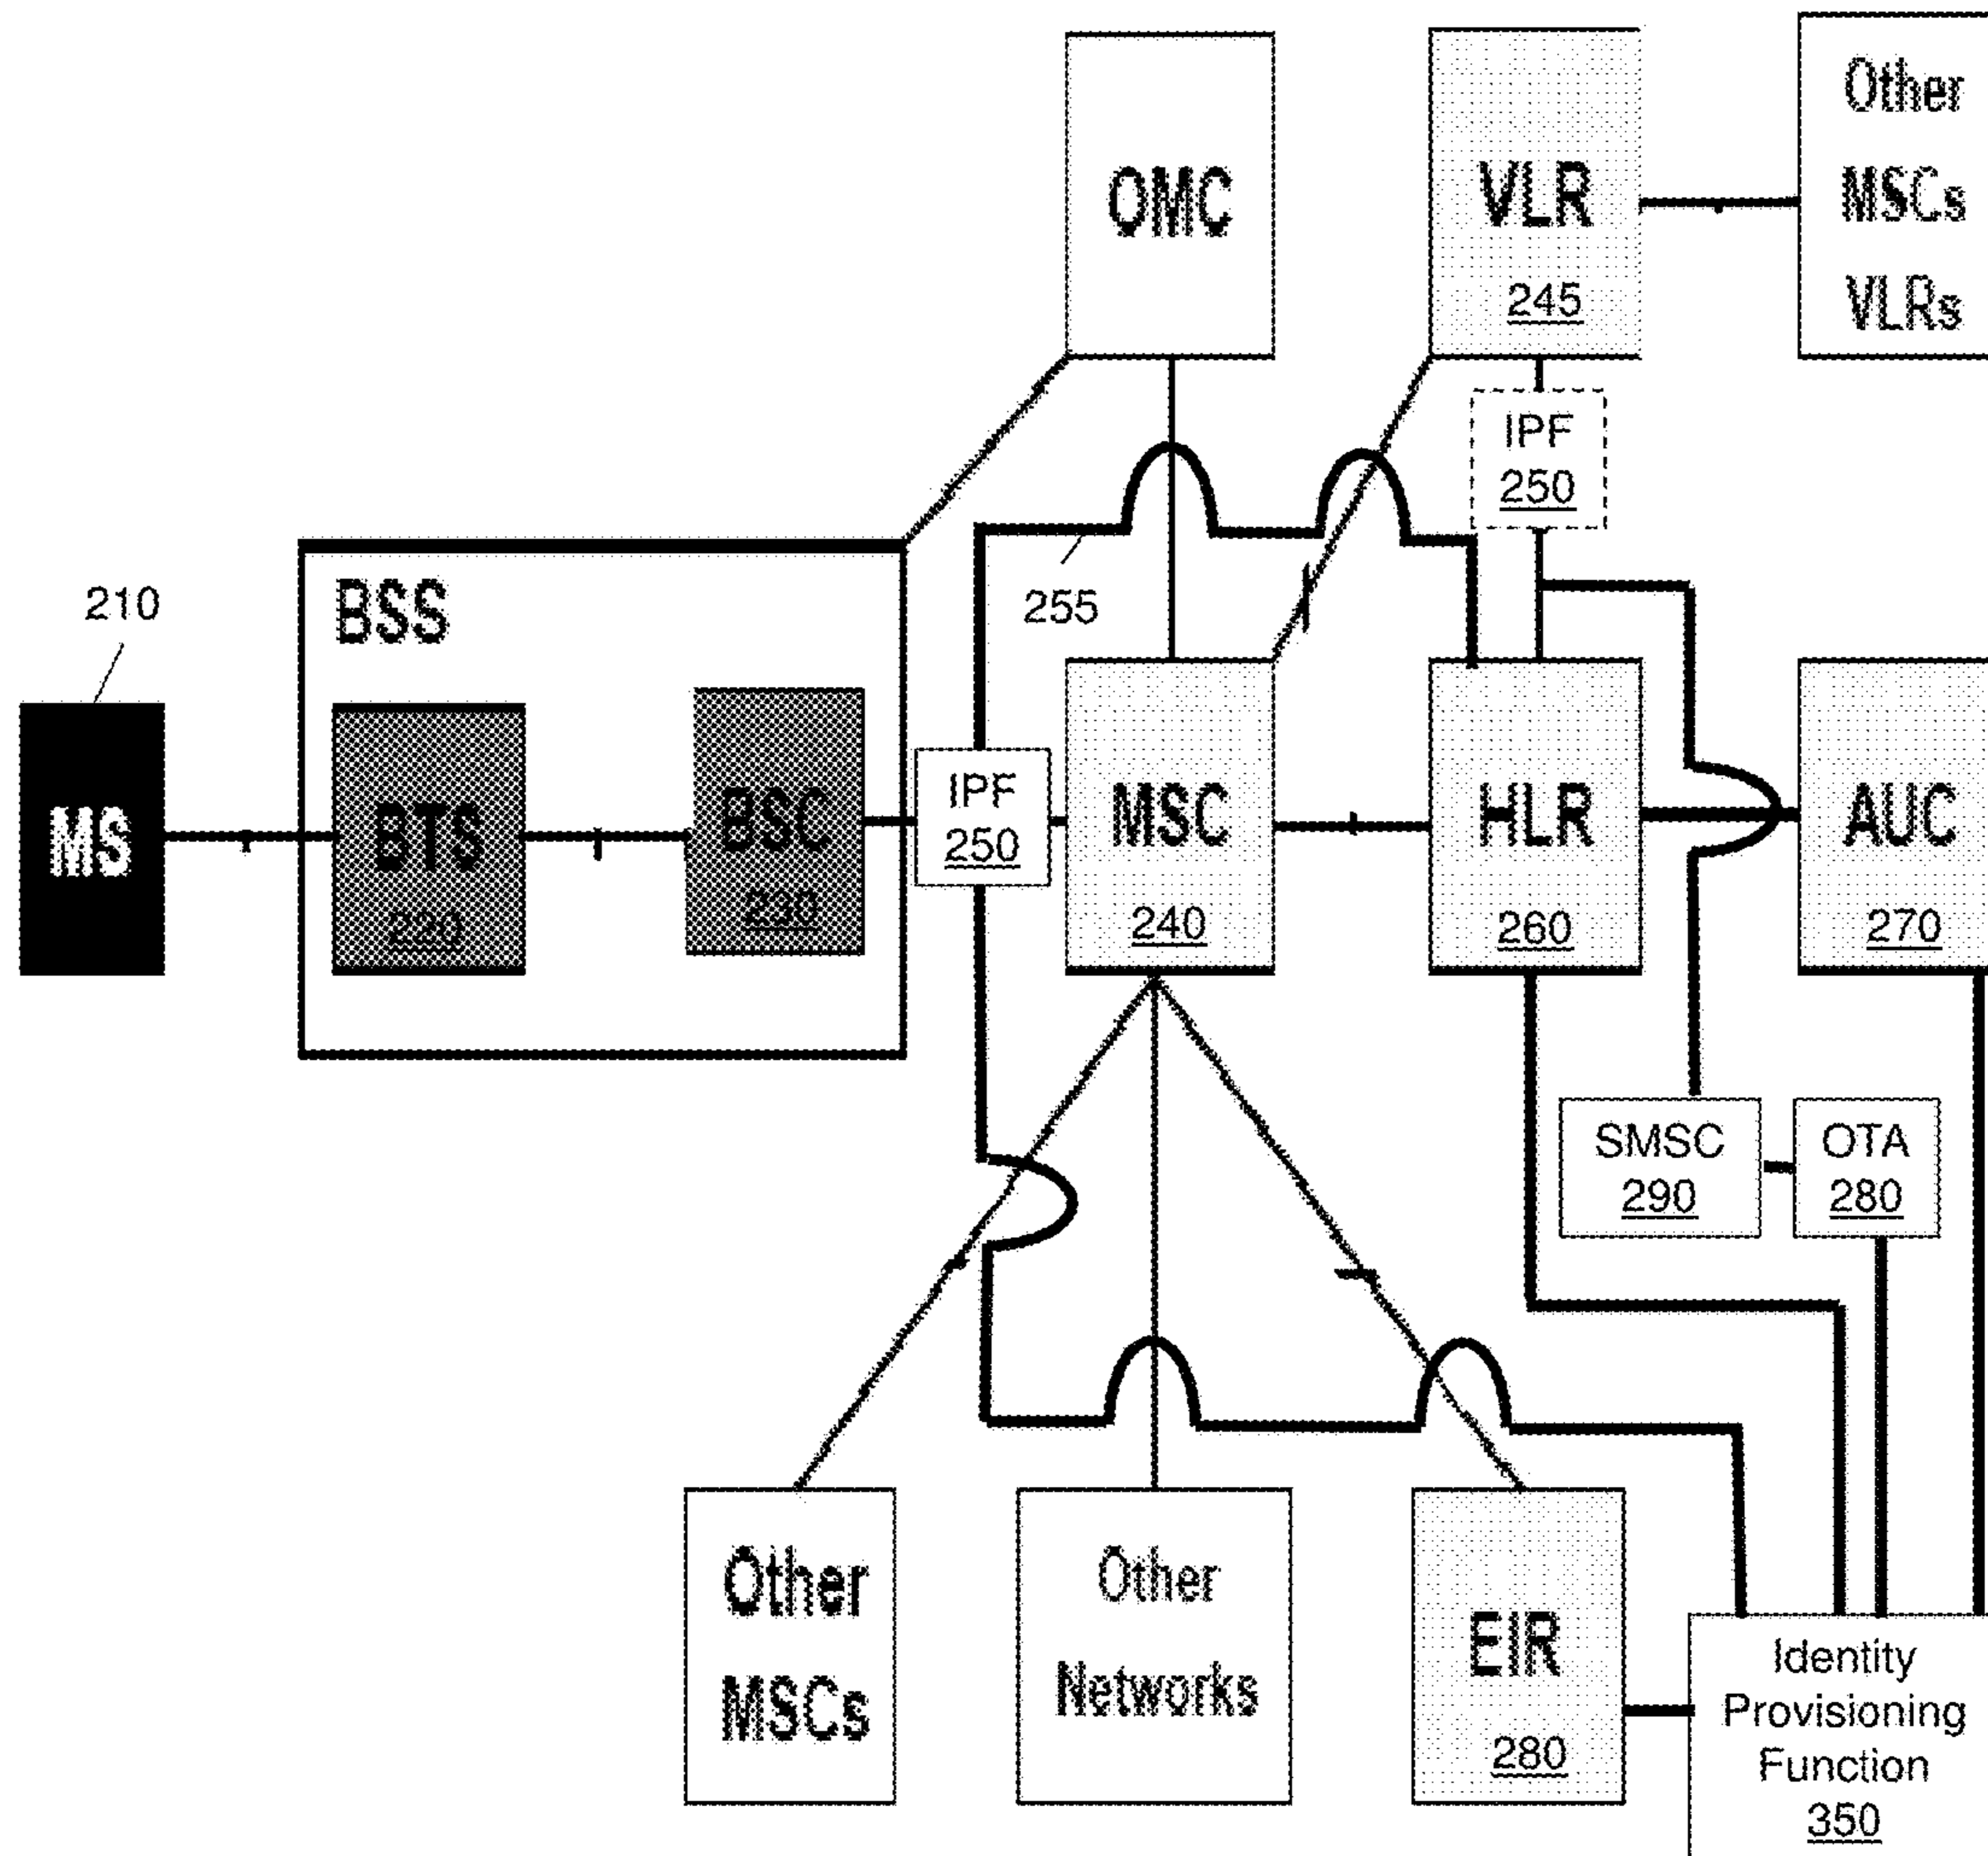 OMC
VLR
245
Other
MSCs
VLRs
IPF
250
255
210
BSS
MS
BTS
220
BSC
230
IPF
250
MSC
240
HLR
260
AUC
270
SMSC
290
OTA
280
Other
MSCs
Other
Networks
EIR
280
Identity
Provisioning
Function
350